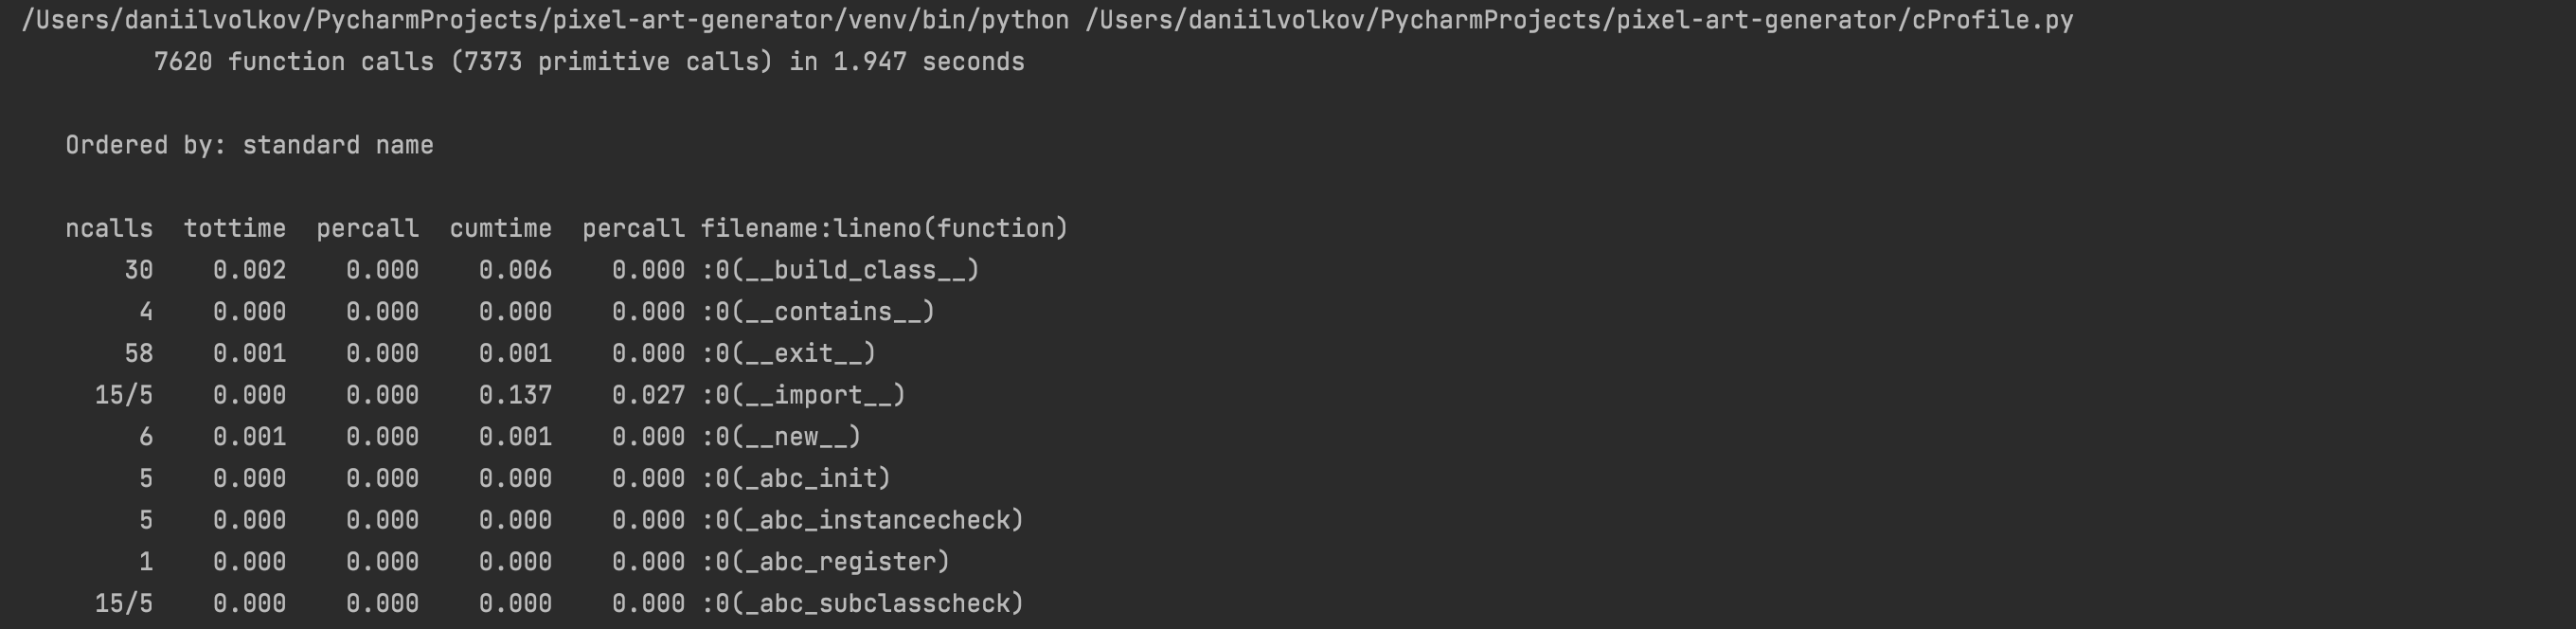 /Users/daniilvolkov/PycharmProjects/pixel-art-generator/venv/bin/python /Users/daniilvolkov/PycharmProjects/pixel-art-generator/cProfile.py
         7620 function calls (7373 primitive calls) in 1.947 seconds

   Ordered by: standard name

   ncalls  tottime  percall  cumtime  percall filename:lineno(function)
       30    0.002    0.000    0.006    0.000 :0(__build_class__)
        4    0.000    0.000    0.000    0.000 :0(__contains__)
       58    0.001    0.000    0.001    0.000 :0(__exit__)
     15/5    0.000    0.000    0.137    0.027 :0(__import__)
        6    0.001    0.000    0.001    0.000 :0(__new__)
        5    0.000    0.000    0.000    0.000 :0(_abc_init)
        5    0.000    0.000    0.000    0.000 :0(_abc_instancecheck)
        1    0.000    0.000    0.000    0.000 :0(_abc_register)
     15/5    0.000    0.000    0.000    0.000 :0(_abc_subclasscheck)